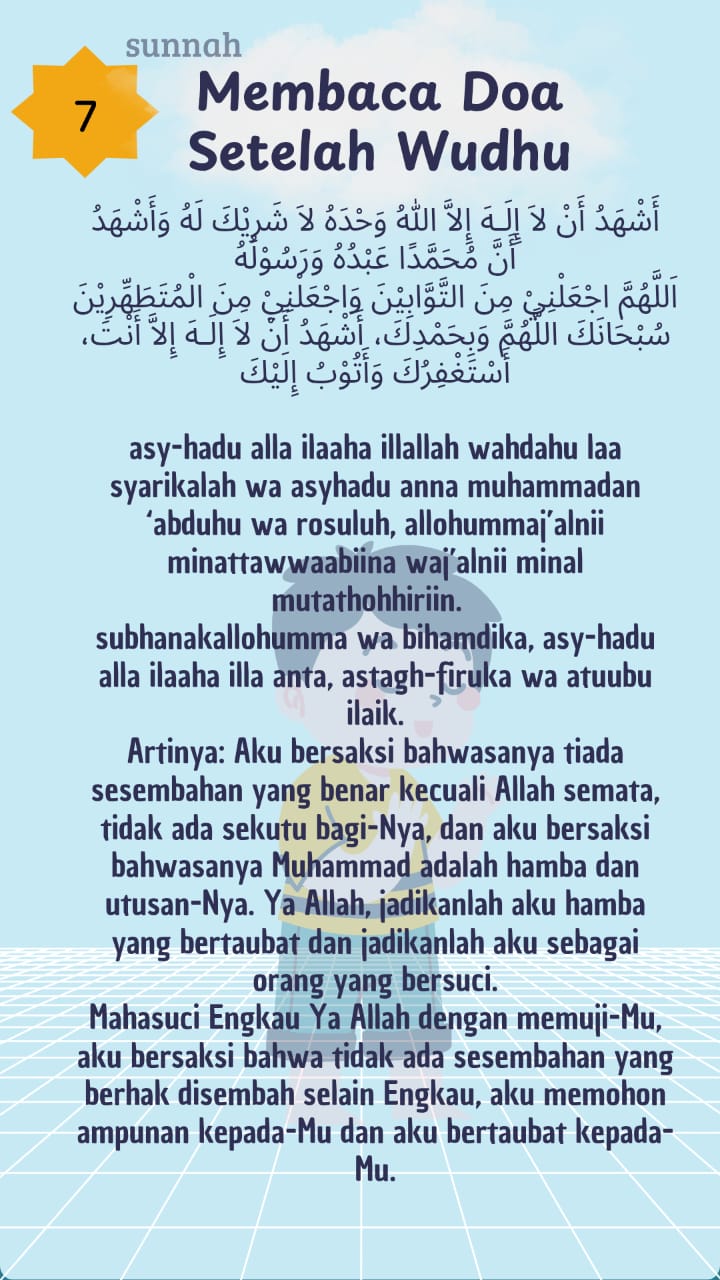 sunnah
7
Membaca Doa
Setelah Wudhu
أَشْهَدُ أَنْ لاَ إِلَـهَ إِلاَّ اللهُ وَحْدَهُ لاَ شَرِيْكَ لَهُ وَأَشْهَدُ
أَنَّ مُحَمَّدًا عَبْدُهُ وَرَسُوْلُهُ
اَللَّهُمَّ اجْعَلْنِيْ مِنَ التَّوَّابِيْنَ وَاجْعَلْنِيْ مِنَ الْمُتَطَهِّرِيْنَ
سُبْحَانَكَ اللَّهُمَّ وَبِحَمْدِكَ، أَشْهَدُ أَنْ لاَ إِلَـهَ إِلاَّ أَنْتَ،
أَسْتَغْفِرُكَ وَأَتُوْبُ إِلَيْكَ
asy-hadu alla ilaaha illallah wahdahu laa
syarikalah wa asyhadu anna muhammadan
‘abduhu wa rosuluh, allohummaj’alnii
minattawwaabiina waj’alnii minal
mutathohhiriin.
subhanakallohumma wa bihamdika, asy-hadu
alla ilaaha illa anta, astagh-firuka wa atuubu
ilaik.
Artinya: Aku bersaksi bahwasanya tiada
sesembahan yang benar kecuali Allah semata,
tidak ada sekutu bagi-Nya, dan aku bersaksi
bahwasanya Muhammad adalah hamba dan
utusan-Nya. Ya Allah, jadikanlah aku hamba
yang bertaubat dan jadikanlah aku sebagai
orang yang bersuci.
Mahasuci Engkau Ya Allah dengan memuji-Mu,
aku bersaksi bahwa tidak ada sesembahan yang
berhak disembah selain Engkau, aku memohon
ampunan kepada-Mu dan aku bertaubat kepada-
Mu.